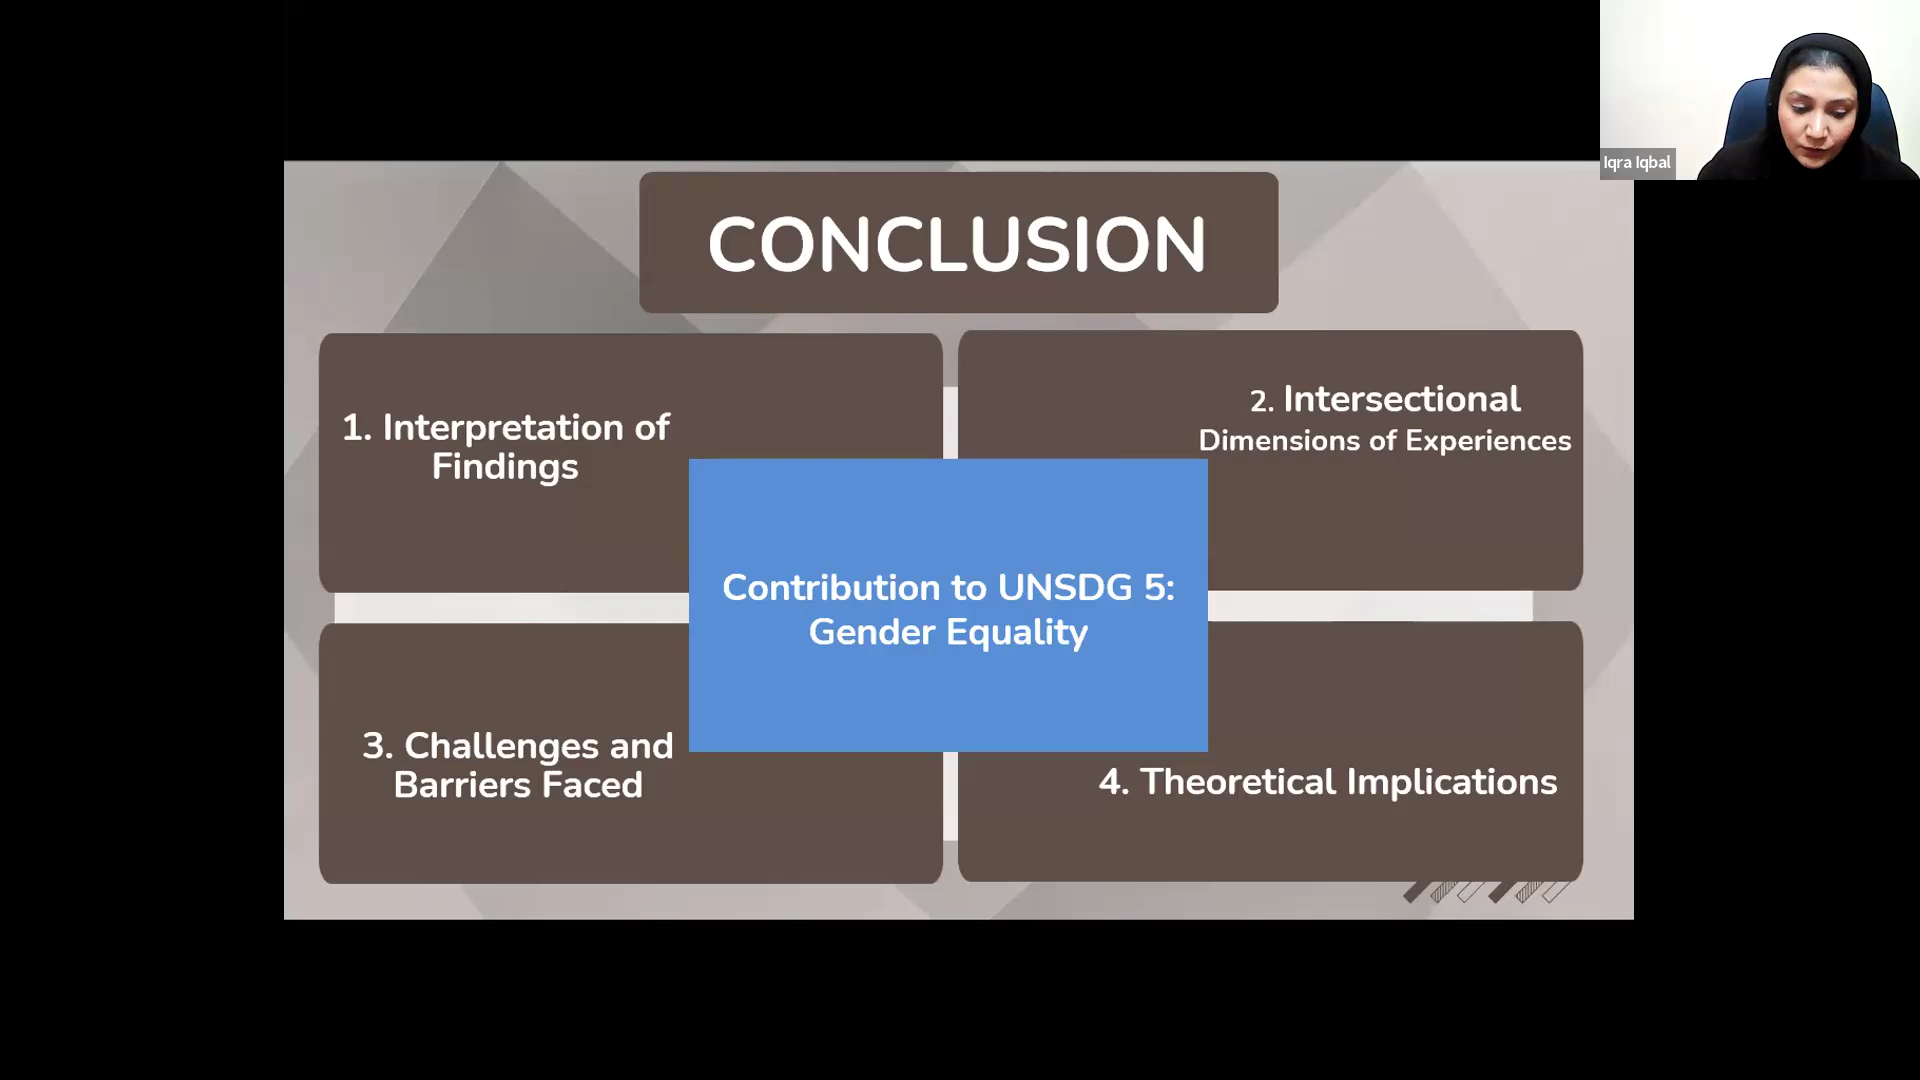 Iqra Iqbal
CONCLUSION
1. Interpretation of
Findings
2. Intersectional
Dimensions of Experiences
Contribution to UNSDG 5:
Gender Equality
3. Challenges and
Barriers Faced
4. Theoretical Implications